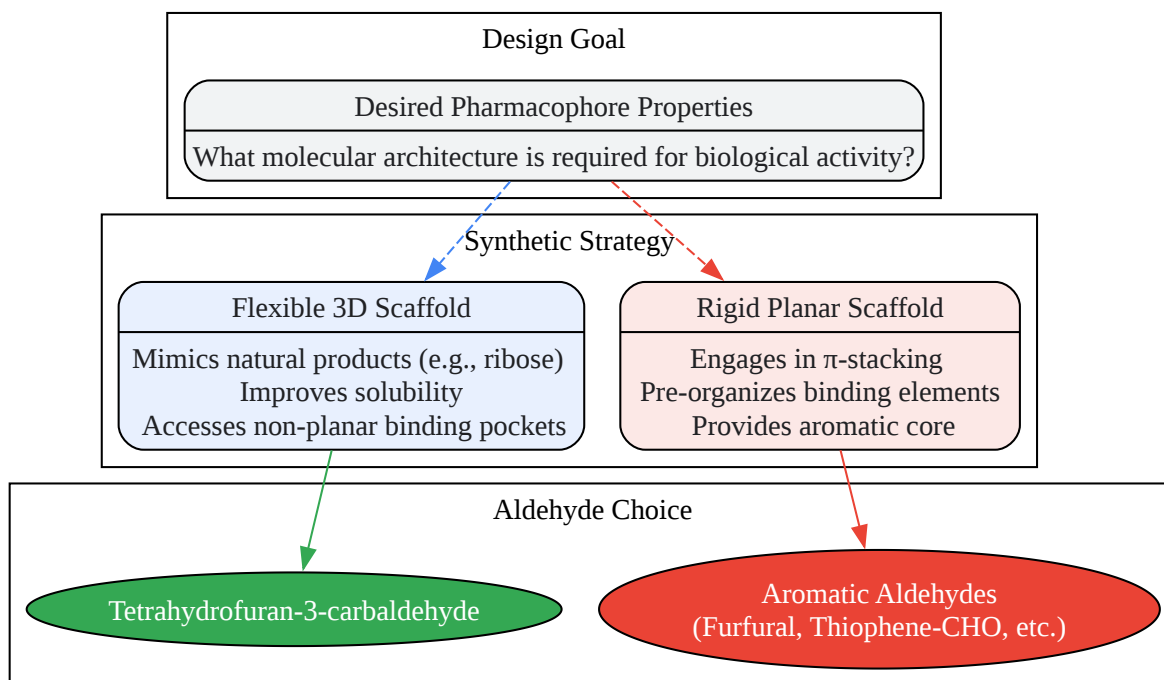 Design Goal
Desired Pharmacophore Properties
What molecular architecture is required for biological activity?
Synthetic Strategy
Flexible 3D Scaffold
Mimics natural products (e.g., ribose)
Improves solubility
Accesses non-planar binding pockets
Rigid Planar Scaffold
Engages in π-stacking
Pre-organizes binding elements
Provides aromatic core
Aldehyde Choice
Tetrahydrofuran-3-carbaldehyde
Aromatic Aldehydes
(Furfural, Thiophene-CHO, etc.)